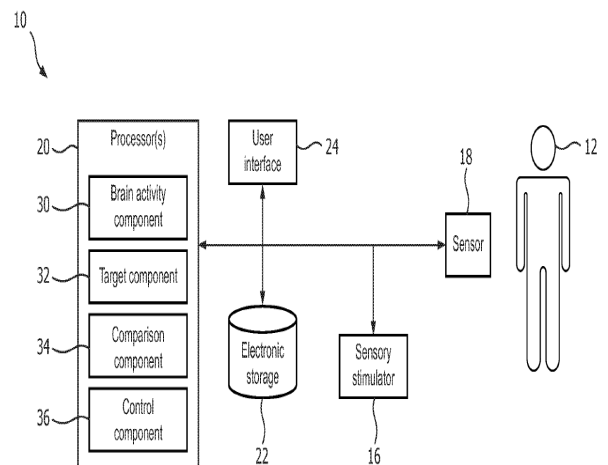 10
20
Processor(s)
30
Brain activity
component
32
Target component
34
Comparison
component
36
Control
component
User
interface
24
Electronic
storage
22
Sensory
stimulator
16
18
Sensor
12